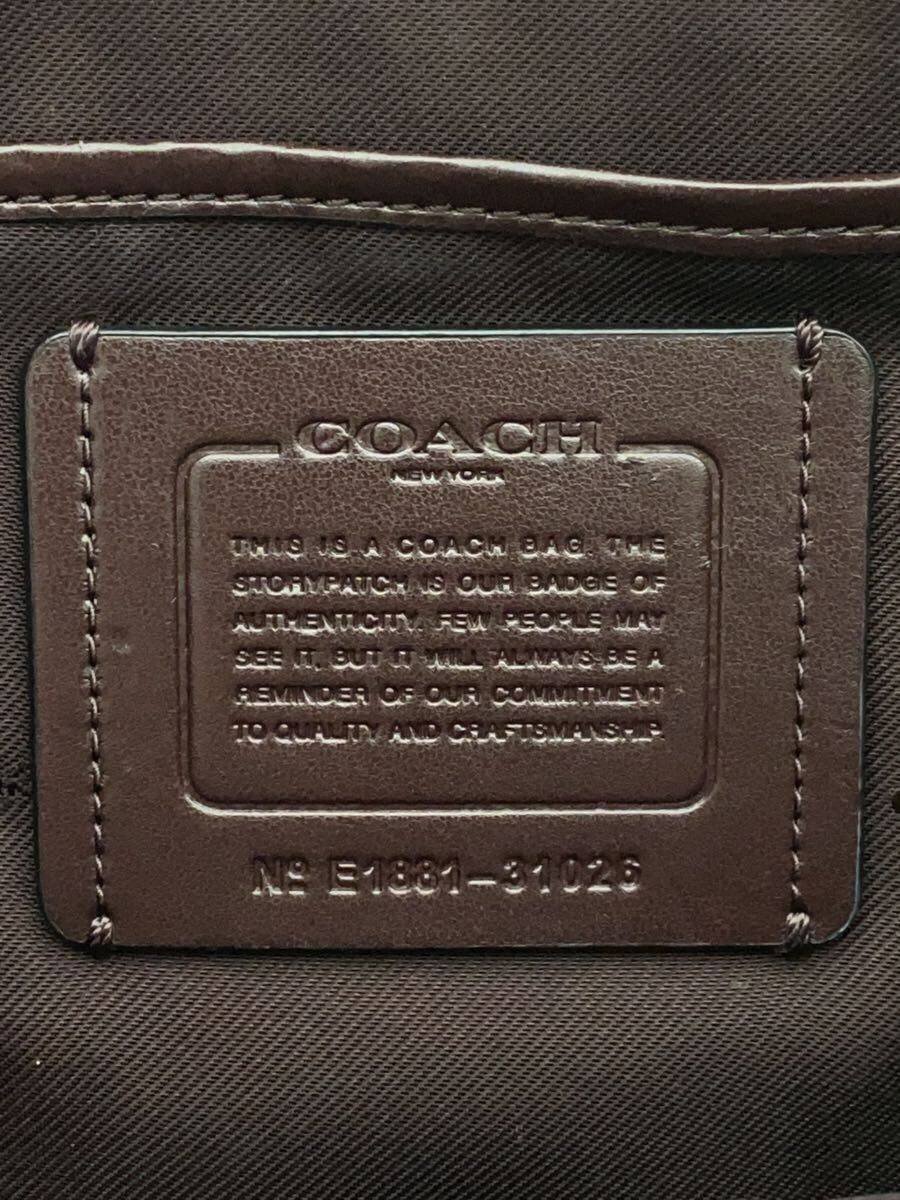 COACH
NEW YORK
THIS IS A COACH BAG. THE
STORYPATCH IS OUR BADGE OF
AUTHENTICITY. FEW PEOPLE MAY
SEE IT, BUT IT WILL ALWAYS BE A
REMINDER OF OUR COMMITMENT
TO QUALITY AND CRAFTSMANSHIP.
Nº E1881-31026